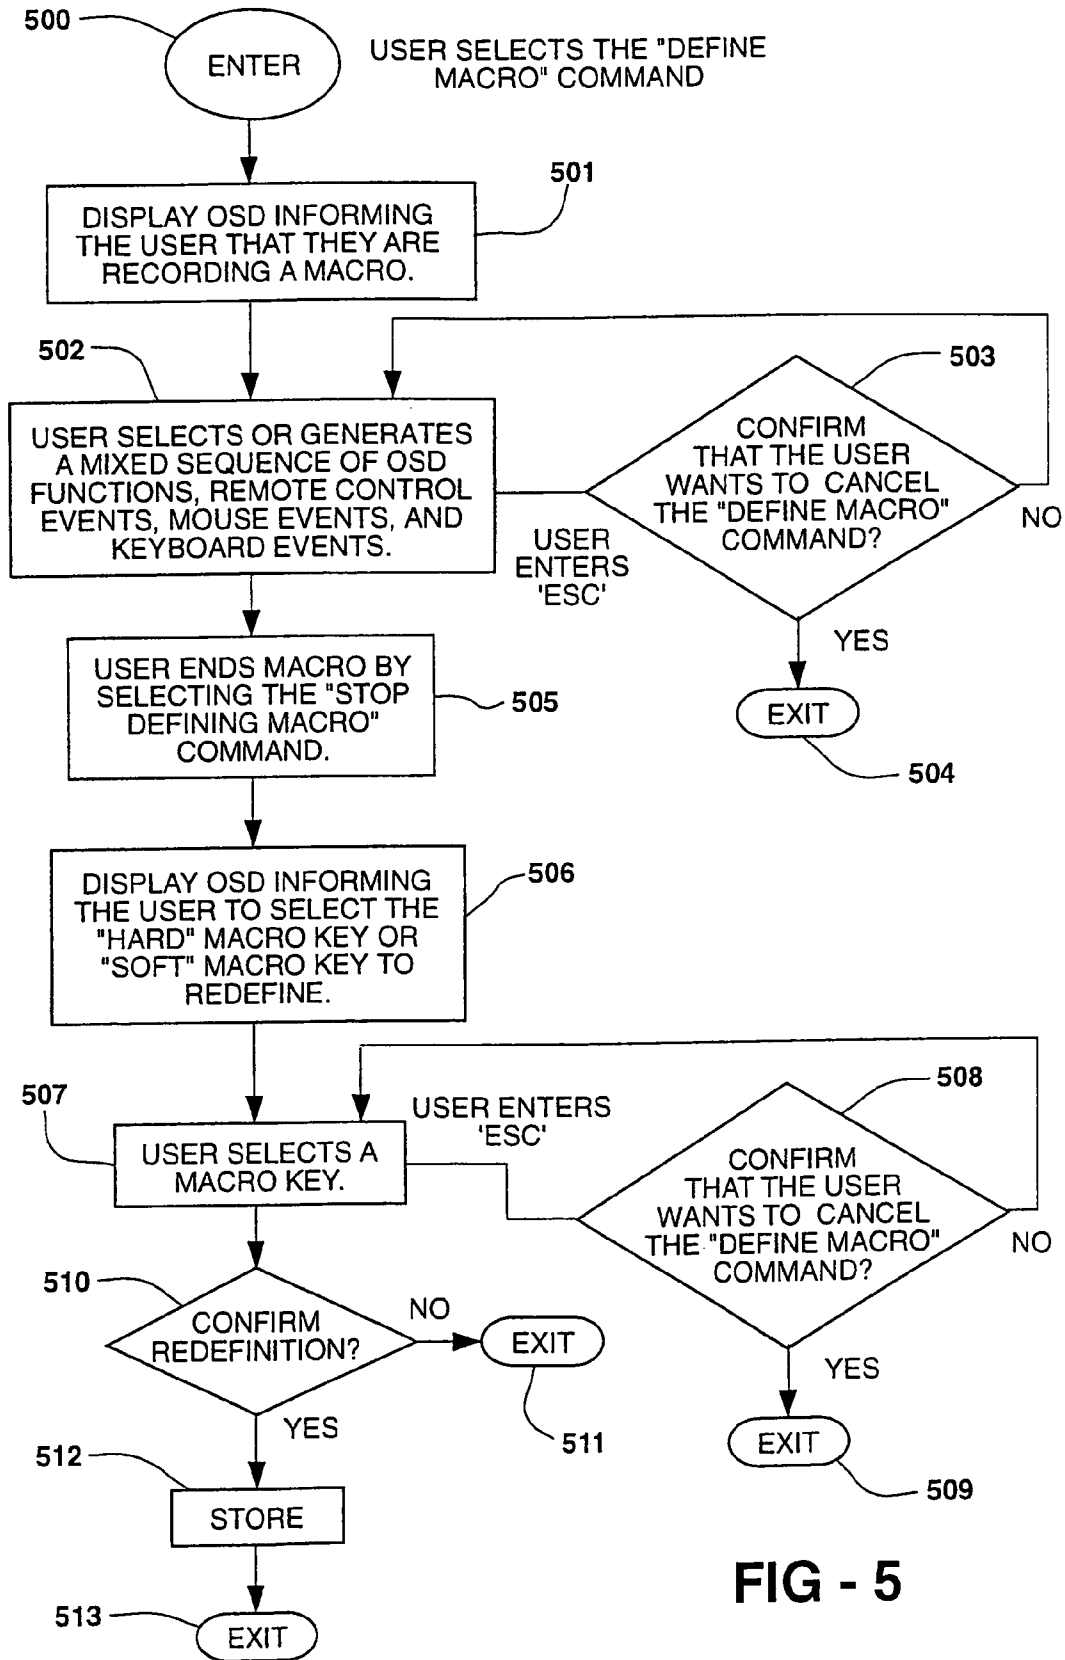 500
ENTER
USER SELECTS THE "DEFINE
MACRO" COMMAND
501
DISPLAY OSD INFORMING
THE USER THAT THEY ARE
RECORDING A MACRO.
502
503
USER SELECTS OR GENERATES
A MIXED SEQUENCE OF OSD
FUNCTIONS, REMOTE CONTROL
EVENTS, MOUSE EVENTS, AND
KEYBOARD EVENTS.
USER
ENTERS
'ESC'
CONFIRM
THAT THE USER
WANTS TO CANCEL
THE "DEFINE MACRO"
COMMAND?
NO
YES
EXIT
504
USER ENDS MACRO BY
SELECTING THE "STOP
DEFINING MACRO"
COMMAND.
505
DISPLAY OSD INFORMING
THE USER TO SELECT THE
"HARD" MACRO KEY OR
"SOFT" MACRO KEY TO
REDEFINE.
506
507
USER SELECTS A
MACRO KEY.
USER ENTERS
'ESC'
508
CONFIRM
THAT THE USER
WANTS TO CANCEL
THE "DEFINE MACRO"
COMMAND?
NO
YES
EXIT
509
510
CONFIRM
REDEFINITION?
NO
EXIT
511
YES
512
STORE
513
EXIT
FIG - 5